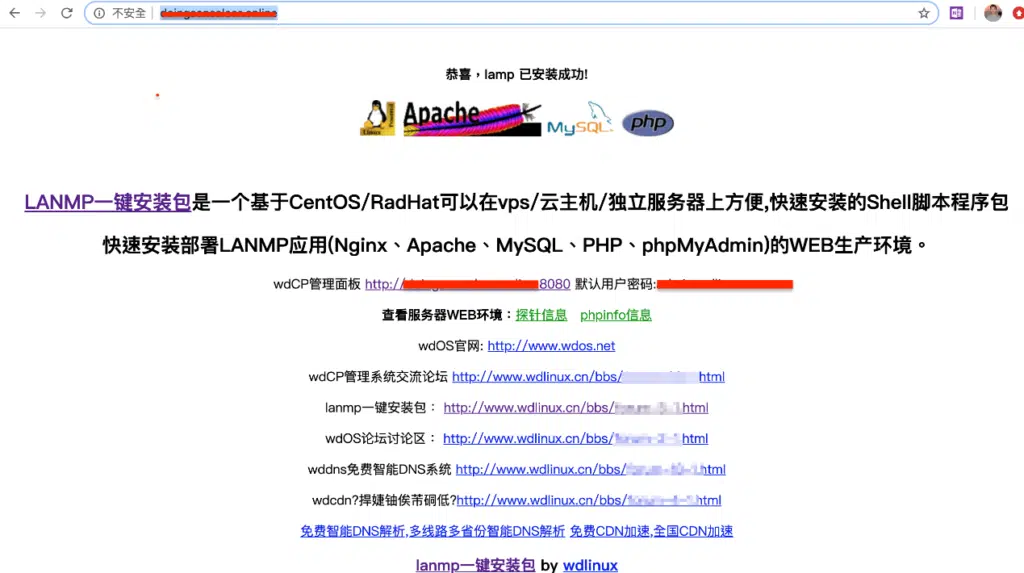 不安全
恭喜，lamp 已安装成功!
Linux Apache MySQL php
LANMP一键安装包是一个基于CentOS/RadHat可以在vps/云主机/独立服务器上方便,快速安装的Shell脚本程序包
快速安装部署LANMP应用(Nginx、Apache、MySQL、PHP、phpMyAdmin)的WEB生产环境。
wdCP管理面板 http:// 8080 默认用户密码:
查看服务器WEB环境：探针信息 phpinfo信息
wdOS官网: http://www.wdos.net
wdCP管理系统交流论坛 http://www.wdlinux.cn/bbs/ html
lanmp一键安装包： http://www.wdlinux.cn/bbs/ .html
wdOS论坛讨论区： http://www.wdlinux.cn/bbs/ .html
wddns免费智能DNS系统 http://www.wdlinux.cn/bbs/ html
wdcdn?捍婕铀俟芾硐低?http://www.wdlinux.cn/bbs/ .html
免费智能DNS解析,多线路多省份智能DNS解析 免费CDN加速,全国CDN加速
lanmp一键安装包 by wdlinux